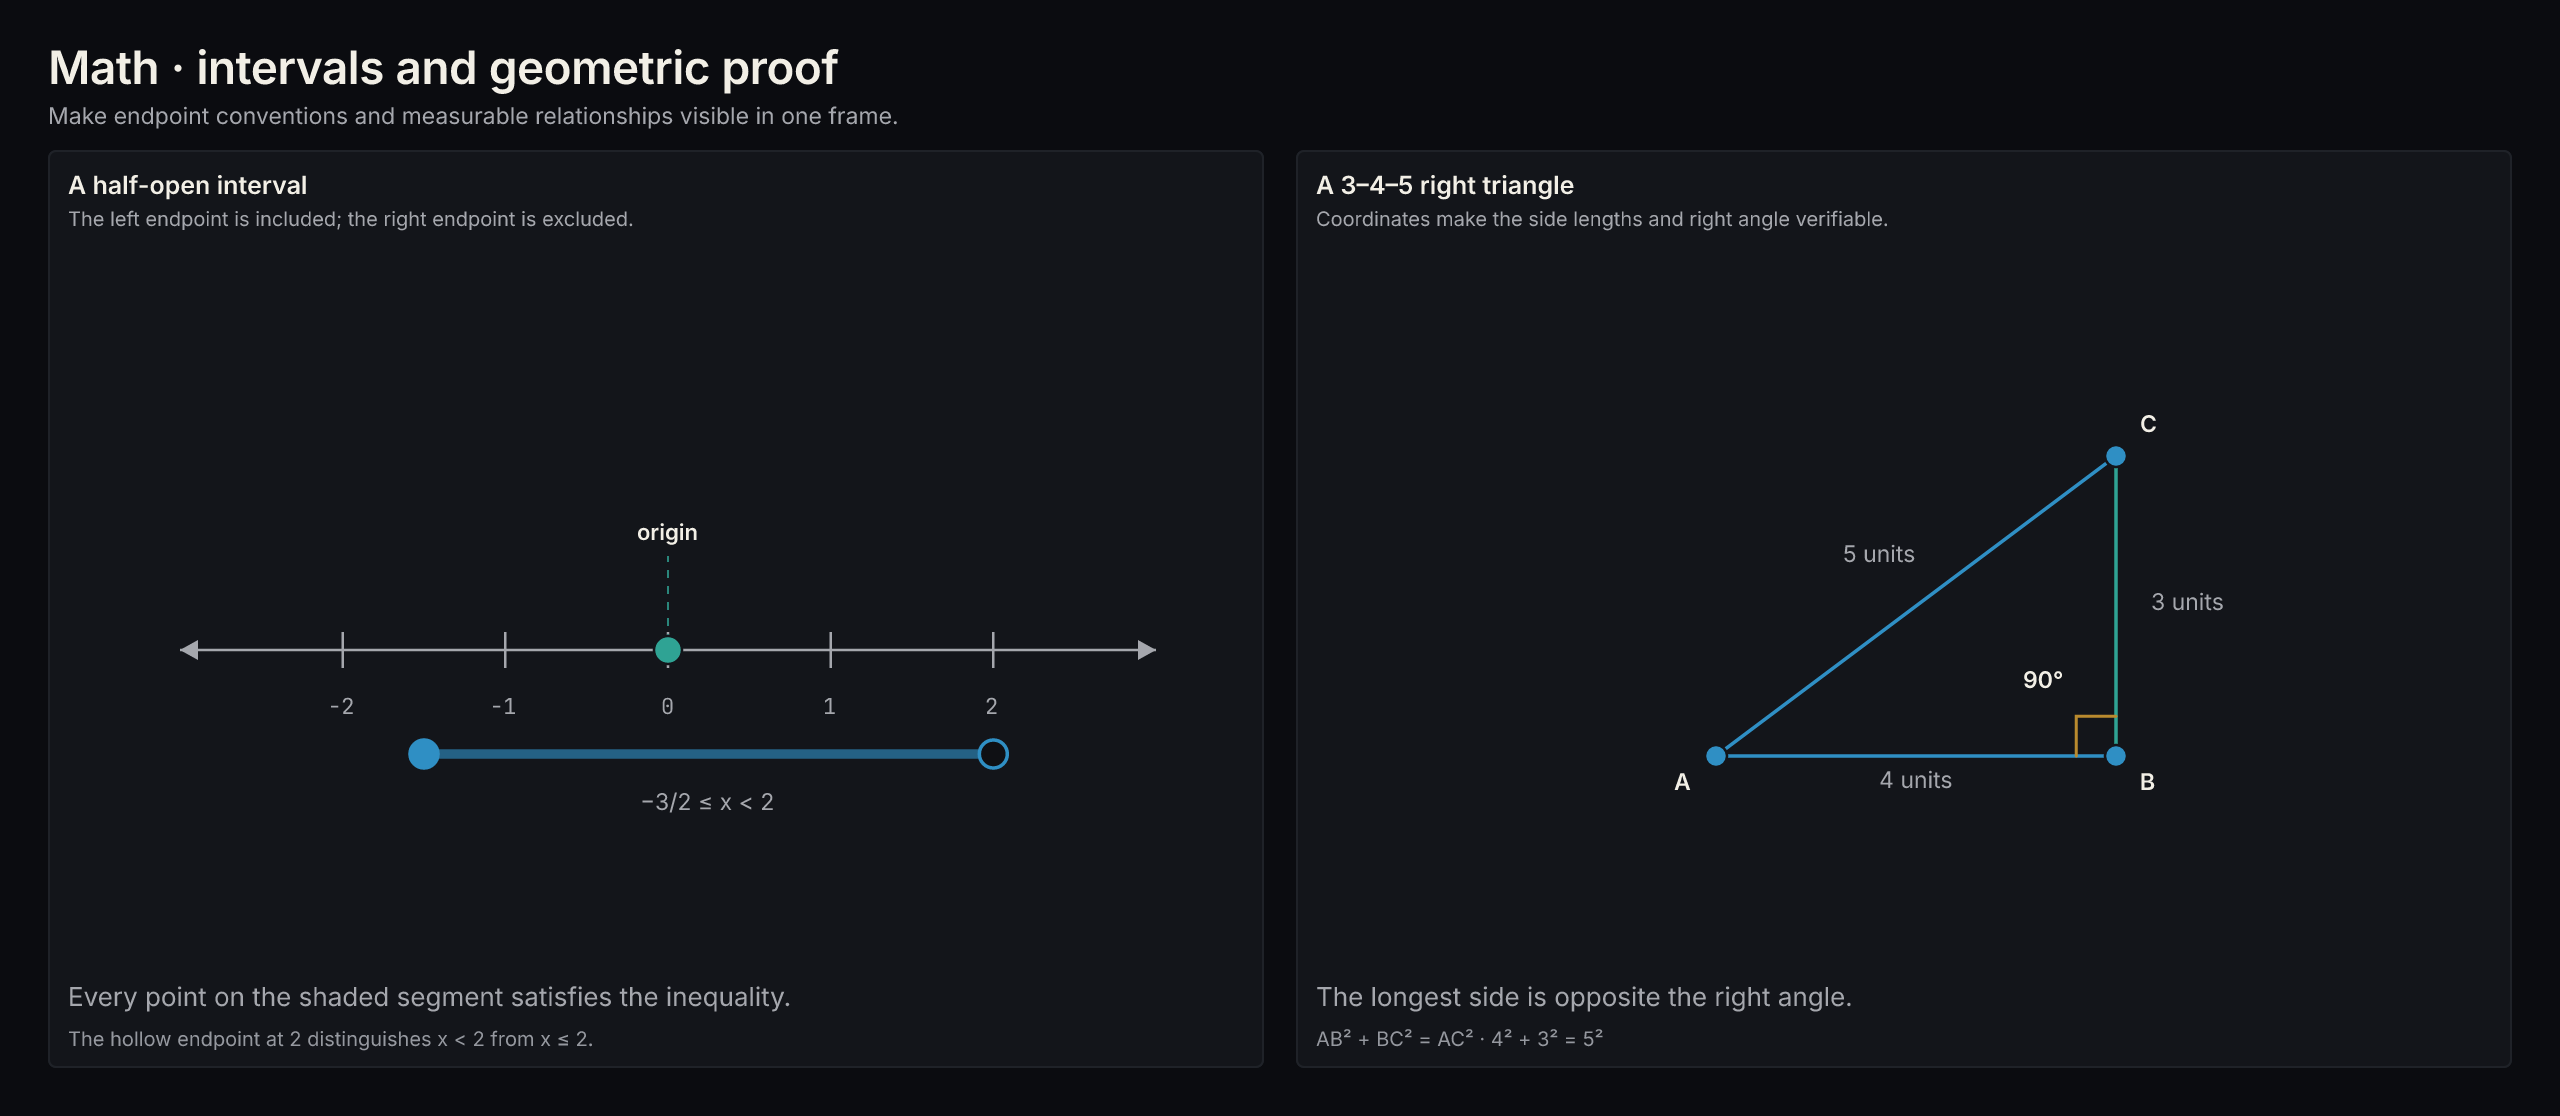 Math · intervals and geometric proof
Make endpoint conventions and measurable relationships visible in one frame.
A half-open interval
The left endpoint is included; the right endpoint is excluded.
origin
-2 -1 0 1 2
−3/2 ≤ x < 2
Every point on the shaded segment satisfies the inequality.
The hollow endpoint at 2 distinguishes x < 2 from x ≤ 2.
A 3–4–5 right triangle
Coordinates make the side lengths and right angle verifiable.
C
5 units
3 units
90°
A
4 units
B
The longest side is opposite the right angle.
AB² + BC² = AC² · 4² + 3² = 5²